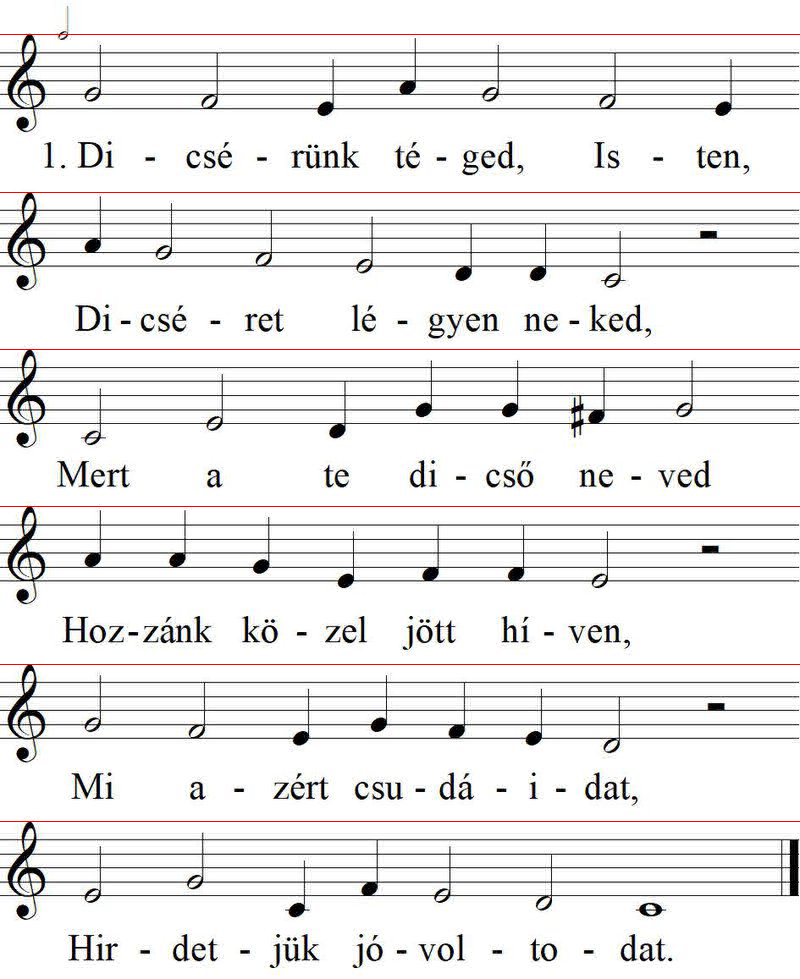 1. Di - csé - rünk té - ged, Is - ten,
Di - csé - ret lé - gyen ne - ked,
Mert a te di - cső ne - ved
Hoz - zánk kö - zel jött hí - ven,
Mi a - zért csu - dá - i - dat,
Hir - det - jük jó - vol - to - dat.